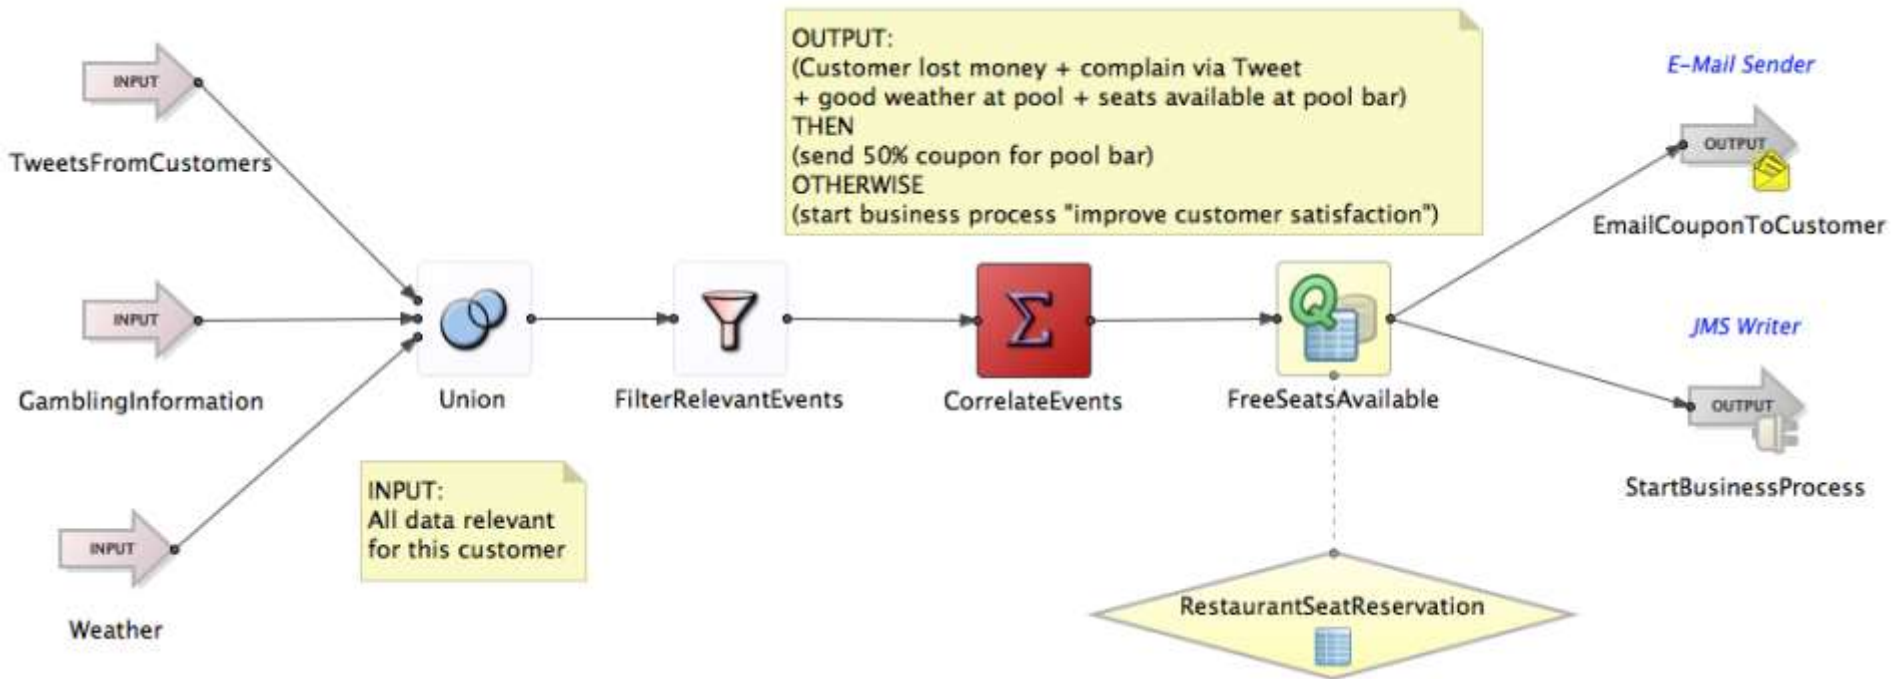 INPUT
TweetsFromCustomers
INPUT
GamblingInformation
INPUT
Weather
Union
INPUT:
All data relevant
for this customer
FilterRelevantEvents
OUTPUT:
(Customer lost money + complain via Tweet
+ good weather at pool + seats available at pool bar)
THEN
(send 50% coupon for pool bar)
OTHERWISE
(start business process "improve customer satisfaction")
Σ
CorrelateEvents
Q
FreeSeatsAvailable
RestaurantSeatReservation
E-Mail Sender
OUTPUT
EmailCouponToCustomer
JMS Writer
OUTPUT
StartBusinessProcess